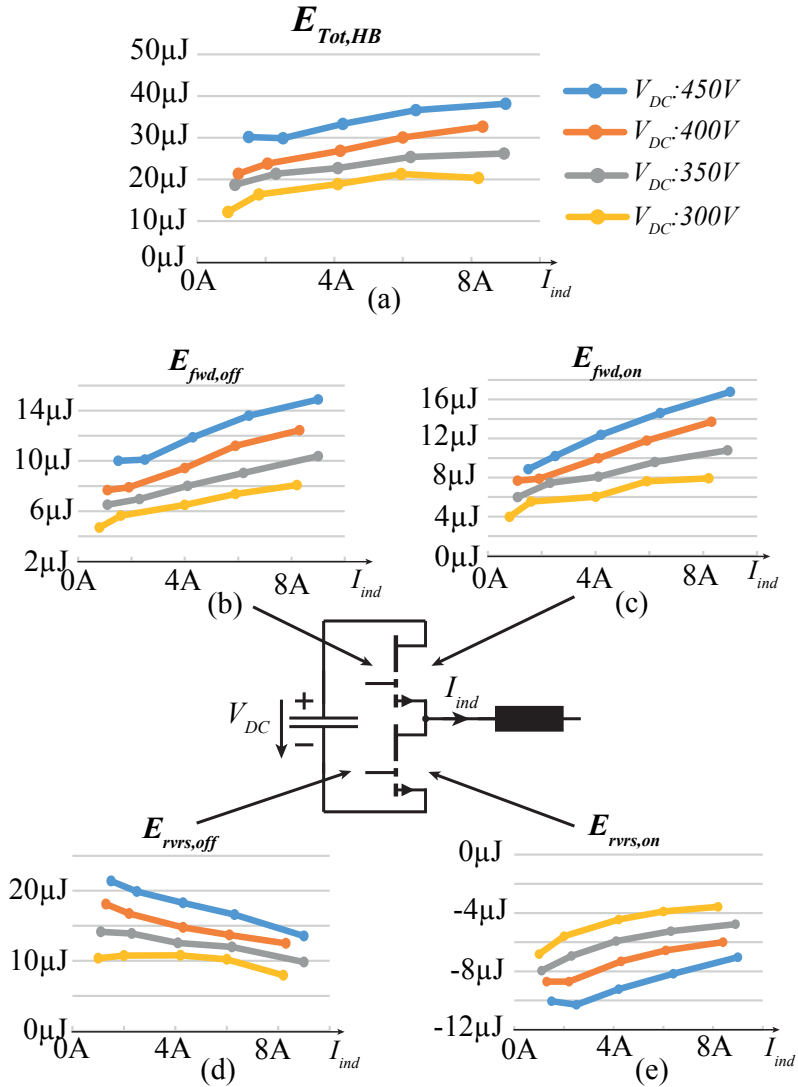 E_Tot,HB
50µJ
40µJ
30µJ
20µJ
10µJ
0µJ
0A 4A 8A I_ind
V_DC:450V
V_DC:400V
V_DC:350V
V_DC:300V
(a)
E_fwd,off
14µJ
10µJ
6µJ
2µJ
0A 4A 8A I_ind
(b)
E_fwd,on
16µJ
12µJ
8µJ
4µJ
0µJ
0A 4A 8A I_ind
(c)
V_DC
+
−
I_ind
E_rvrs,off
20µJ
10µJ
0µJ
0A 4A 8A I_ind
(d)
E_rvrs,on
0µJ
-4µJ
-8µJ
-12µJ
0A 4A 8A I_ind
(e)